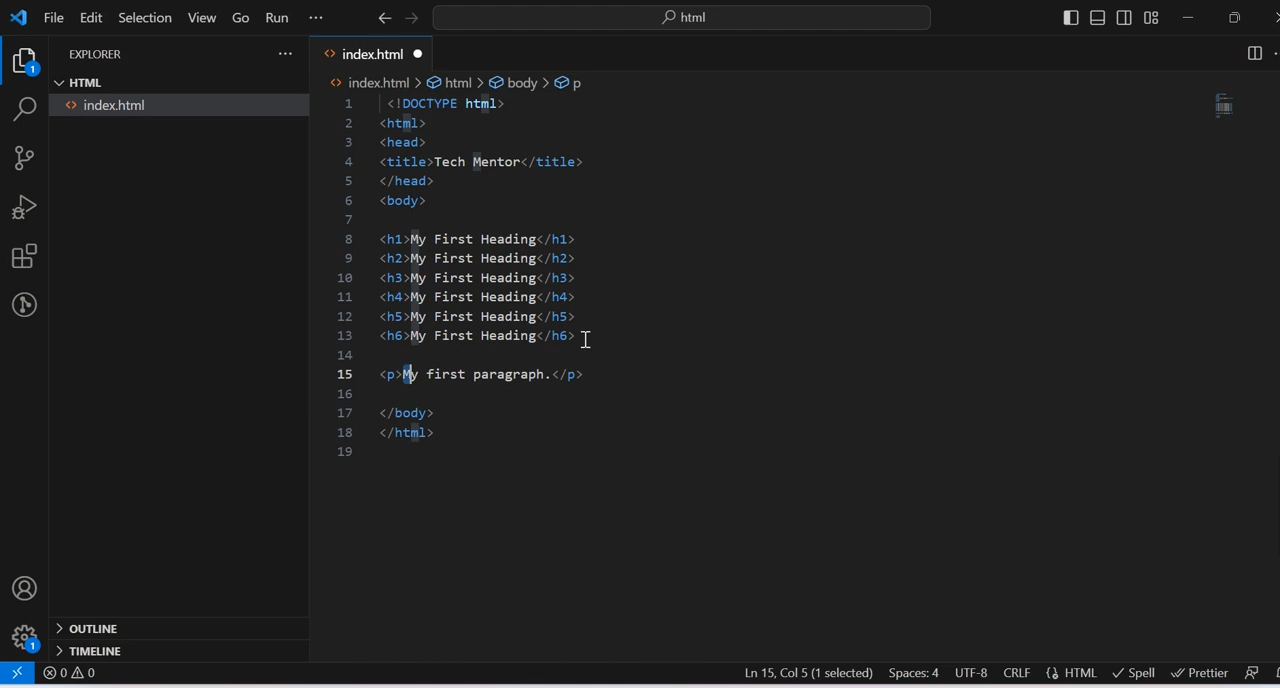 File Edit Selection View Go Run ···
html
EXPLORER
HTML
index.html
1
index.html
index.html > html > body > p
1 <!DOCTYPE html>
2 <html>
3 <head>
4 <title>Tech Mentor</title>
5 </head>
6 <body>
7
8 <h1>My First Heading</h1>
9 <h2>My First Heading</h2>
10 <h3>My First Heading</h3>
11 <h4>My First Heading</h4>
12 <h5>My First Heading</h5>
13 <h6>My First Heading</h6>
14
15 <p>My first paragraph.</p>
16
17 </body>
18 </html>
19
OUTLINE
TIMELINE
1
0 0
Ln 15, Col 5 (1 selected) Spaces: 4 UTF-8 CRLF HTML Spell Prettier